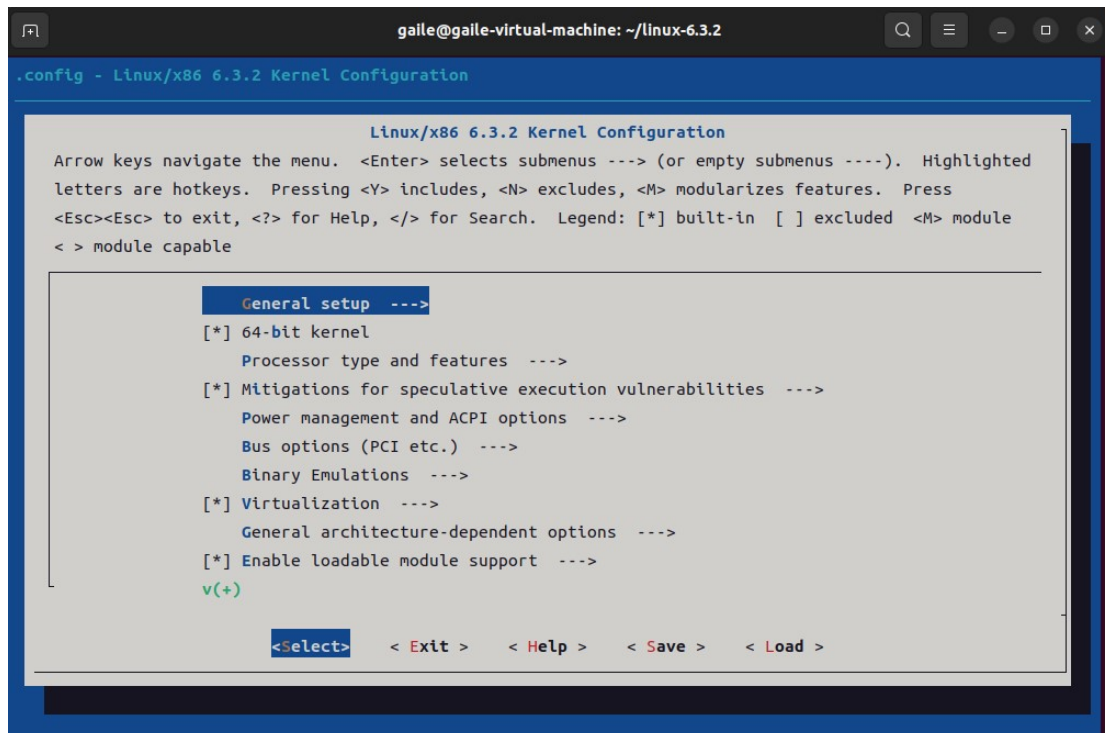 gaile@gaile-virtual-machine: ~/linux-6.3.2
.config - Linux/x86 6.3.2 Kernel Configuration
Linux/x86 6.3.2 Kernel Configuration
Arrow keys navigate the menu.  <Enter> selects submenus ---> (or empty submenus ----).  Highlighted
letters are hotkeys.  Pressing <Y> includes, <N> excludes, <M> modularizes features.  Press
<Esc><Esc> to exit, <?> for Help, </> for Search.  Legend: [*] built-in  [ ] excluded  <M> module
< > module capable
General setup  --->
[*] 64-bit kernel
Processor type and features  --->
[*] Mitigations for speculative execution vulnerabilities  --->
Power management and ACPI options  --->
Bus options (PCI etc.)  --->
Binary Emulations  --->
[*] Virtualization  --->
General architecture-dependent options  --->
[*] Enable loadable module support  --->
v(+)
<Select>    < Exit >    < Help >    < Save >    < Load >